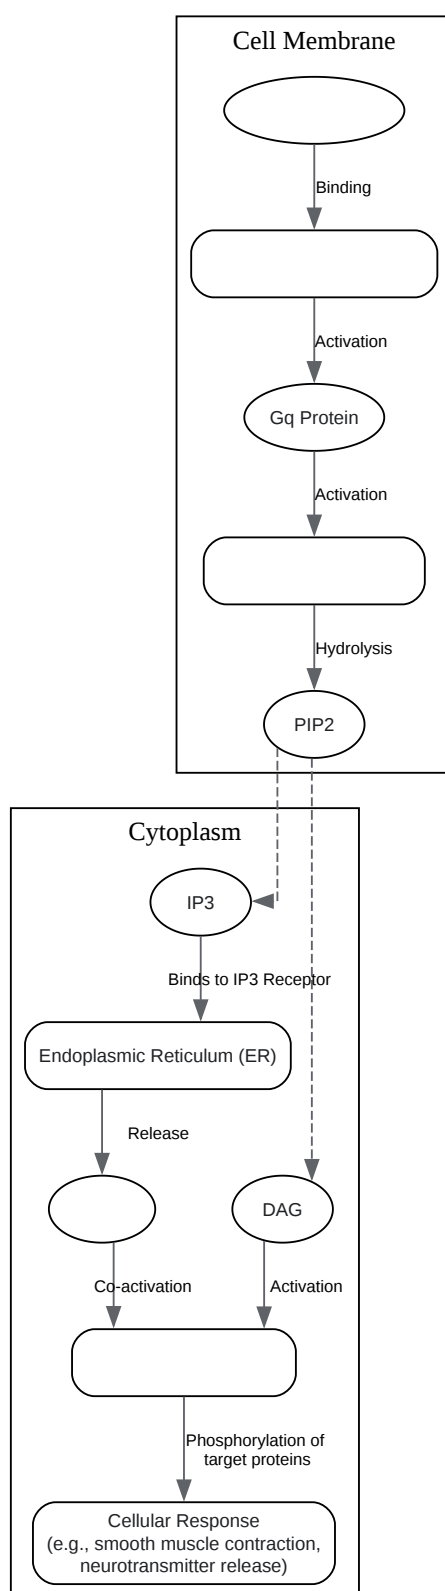 Cell Membrane
Binding
Activation
Gq Protein
Activation
Hydrolysis
PIP2
Cytoplasm
IP3
Binds to IP3 Receptor
Endoplasmic Reticulum (ER)
Release
DAG
Co-activation
Activation
Phosphorylation of
target proteins
Cellular Response
(e.g., smooth muscle contraction,
neurotransmitter release)